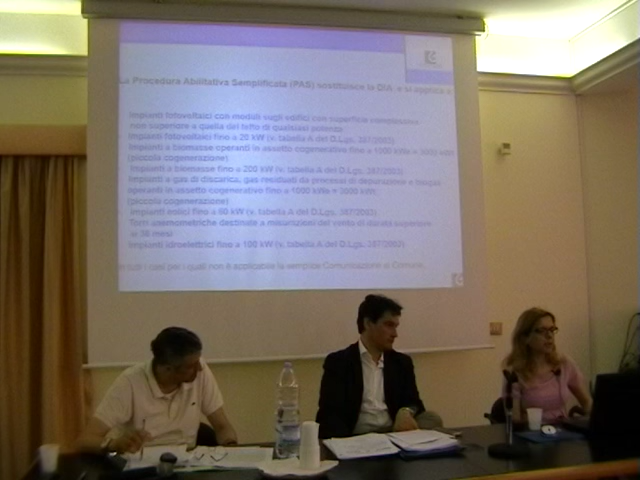 La Procedura Abilitativa Semplificata (PAS) sostituisce la DIA e si applica a
Impianti fotovoltaici con moduli sugli edifici con superficie complessiva
non superiore a quella del tetto di qualsiasi potenza
Impianti fotovoltaici fino a 20 kW (v. tabella A del D.Lgs. 387/2003)
Impianti a biomasse operanti in assetto cogenerativo fino a 1000 kWe
(piccola cogenerazione)
Impianti a biomasse fino a 200 kW (v. tabella A del D.Lgs. 387/2003)
Impianti a gas di discarica, gas residuati da processi di depurazione e biogas
operanti in assetto cogenerativo fino a 1000 kWe
(piccola cogenerazione)
Impianti eolici fino a 60 kW (v. tabella A del D.Lgs. 387/2003)
Torri anemometriche destinate a misurazioni del vento di durata superiore
ai 36 mesi
Impianti idroelettrici fino a 100 kW (v. tabella A del D.Lgs. 387/2003)
in tutti i casi per i quali non è applicabile la semplice Comunicazione al Comune